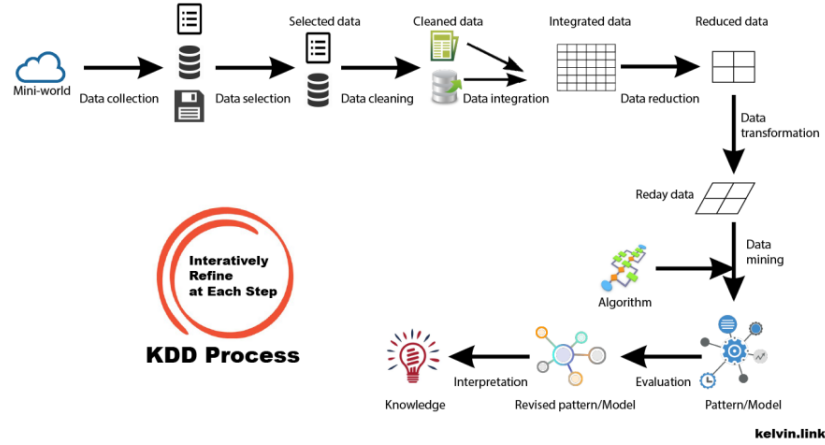 Selected data
Cleaned data
Integrated data
Reduced data
Mini-world
Data collection
Data selection
Data cleaning
Data integration
Data reduction
Data
transformation
Reday data
Data
mining
Algorithm
Interatively
Refine
at Each Step
KDD Process
Interpretation
Evaluation
Knowledge
Revised pattern/Model
Pattern/Model
kelvin.link